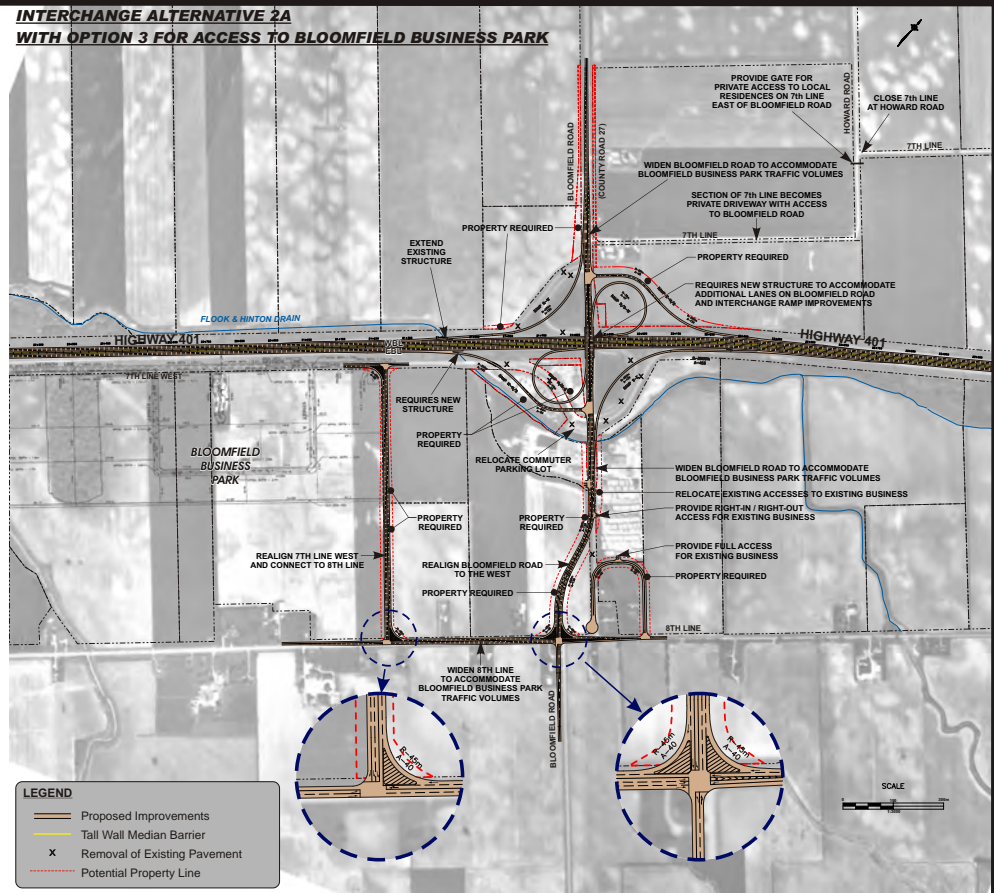 INTERCHANGE ALTERNATIVE 2A
WITH OPTION 3 FOR ACCESS TO BLOOMFIELD BUSINESS PARK
PROVIDE GATE FOR
PRIVATE ACCESS TO LOCAL
RESIDENCES ON 7th LINE
EAST OF BLOOMFIELD ROAD
HOWARD ROAD
CLOSE 7th LINE
AT HOWARD ROAD
7TH LINE
BLOOMFIELD ROAD
(COUNTY ROAD 27)
WIDEN BLOOMFIELD ROAD TO ACCOMMODATE
BLOOMFIELD BUSINESS PARK TRAFFIC VOLUMES
SECTION OF 7th LINE BECOMES
PRIVATE DRIVEWAY WITH ACCESS
TO BLOOMFIELD ROAD
PROPERTY REQUIRED
7TH LINE
EXTEND
EXISTING
STRUCTURE
PROPERTY REQUIRED
REQUIRES NEW STRUCTURE TO ACCOMMODATE
ADDITIONAL LANES ON BLOOMFIELD ROAD
AND INTERCHANGE RAMP IMPROVEMENTS
FLOOK & HINTON DRAIN
HIGHWAY 401
WBL
EBL
HIGHWAY 401
7TH LINE WEST
REQUIRES NEW
STRUCTURE
PROPERTY
REQUIRED
RELOCATE COMMUTER
PARKING LOT
BLOOMFIELD
BUSINESS
PARK
WIDEN BLOOMFIELD ROAD TO ACCOMMODATE
BLOOMFIELD BUSINESS PARK TRAFFIC VOLUMES
RELOCATE EXISTING ACCESSES TO EXISTING BUSINESS
PROVIDE RIGHT-IN / RIGHT-OUT
ACCESS FOR EXISTING BUSINESS
PROPERTY
REQUIRED
PROPERTY
REQUIRED
REALIGN 7TH LINE WEST
AND CONNECT TO 8TH LINE
REALIGN BLOOMFIELD ROAD
TO THE WEST
PROVIDE FULL ACCESS
FOR EXISTING BUSINESS
PROPERTY REQUIRED
PROPERTY REQUIRED
8TH LINE
WIDEN 8TH LINE
TO ACCOMMODATE
BLOOMFIELD BUSINESS PARK
TRAFFIC VOLUMES
BLOOMFIELD ROAD
R-45m
A-40
R-45m
A-40
R-45m
A-40
LEGEND
Proposed Improvements
Tall Wall Median Barrier
X Removal of Existing Pavement
Potential Property Line
SCALE